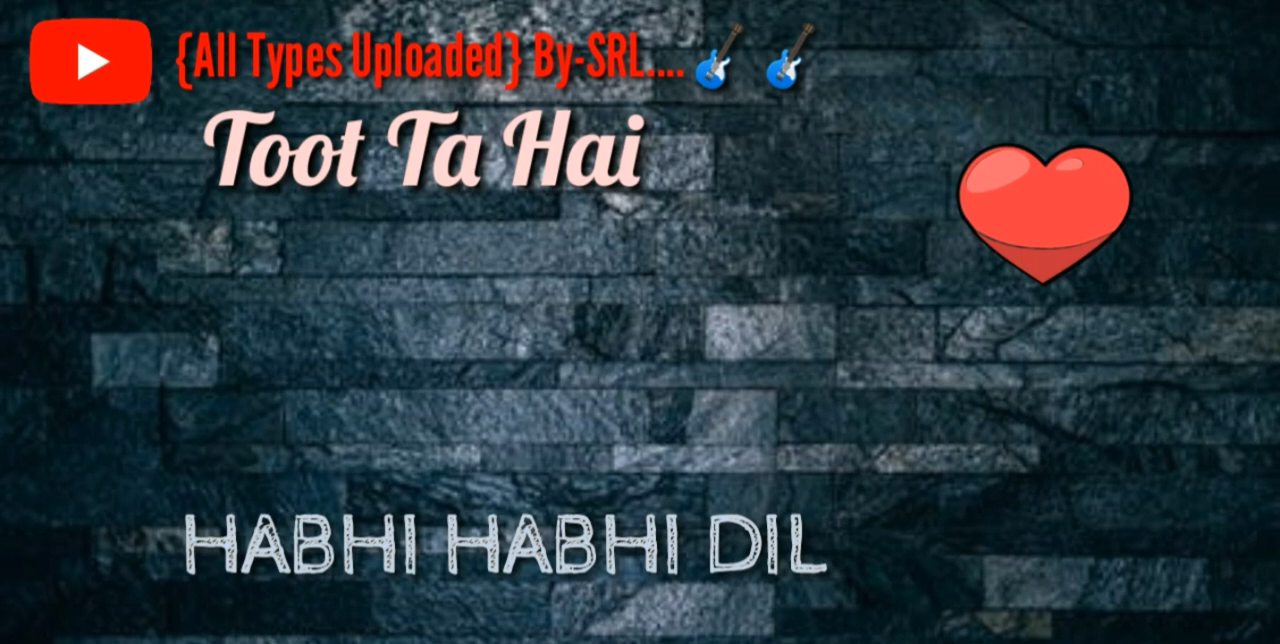 {All Types Uploaded} By-SRL....🎸 🎸
Toot Ta Hai
HABHI HABHI DIL